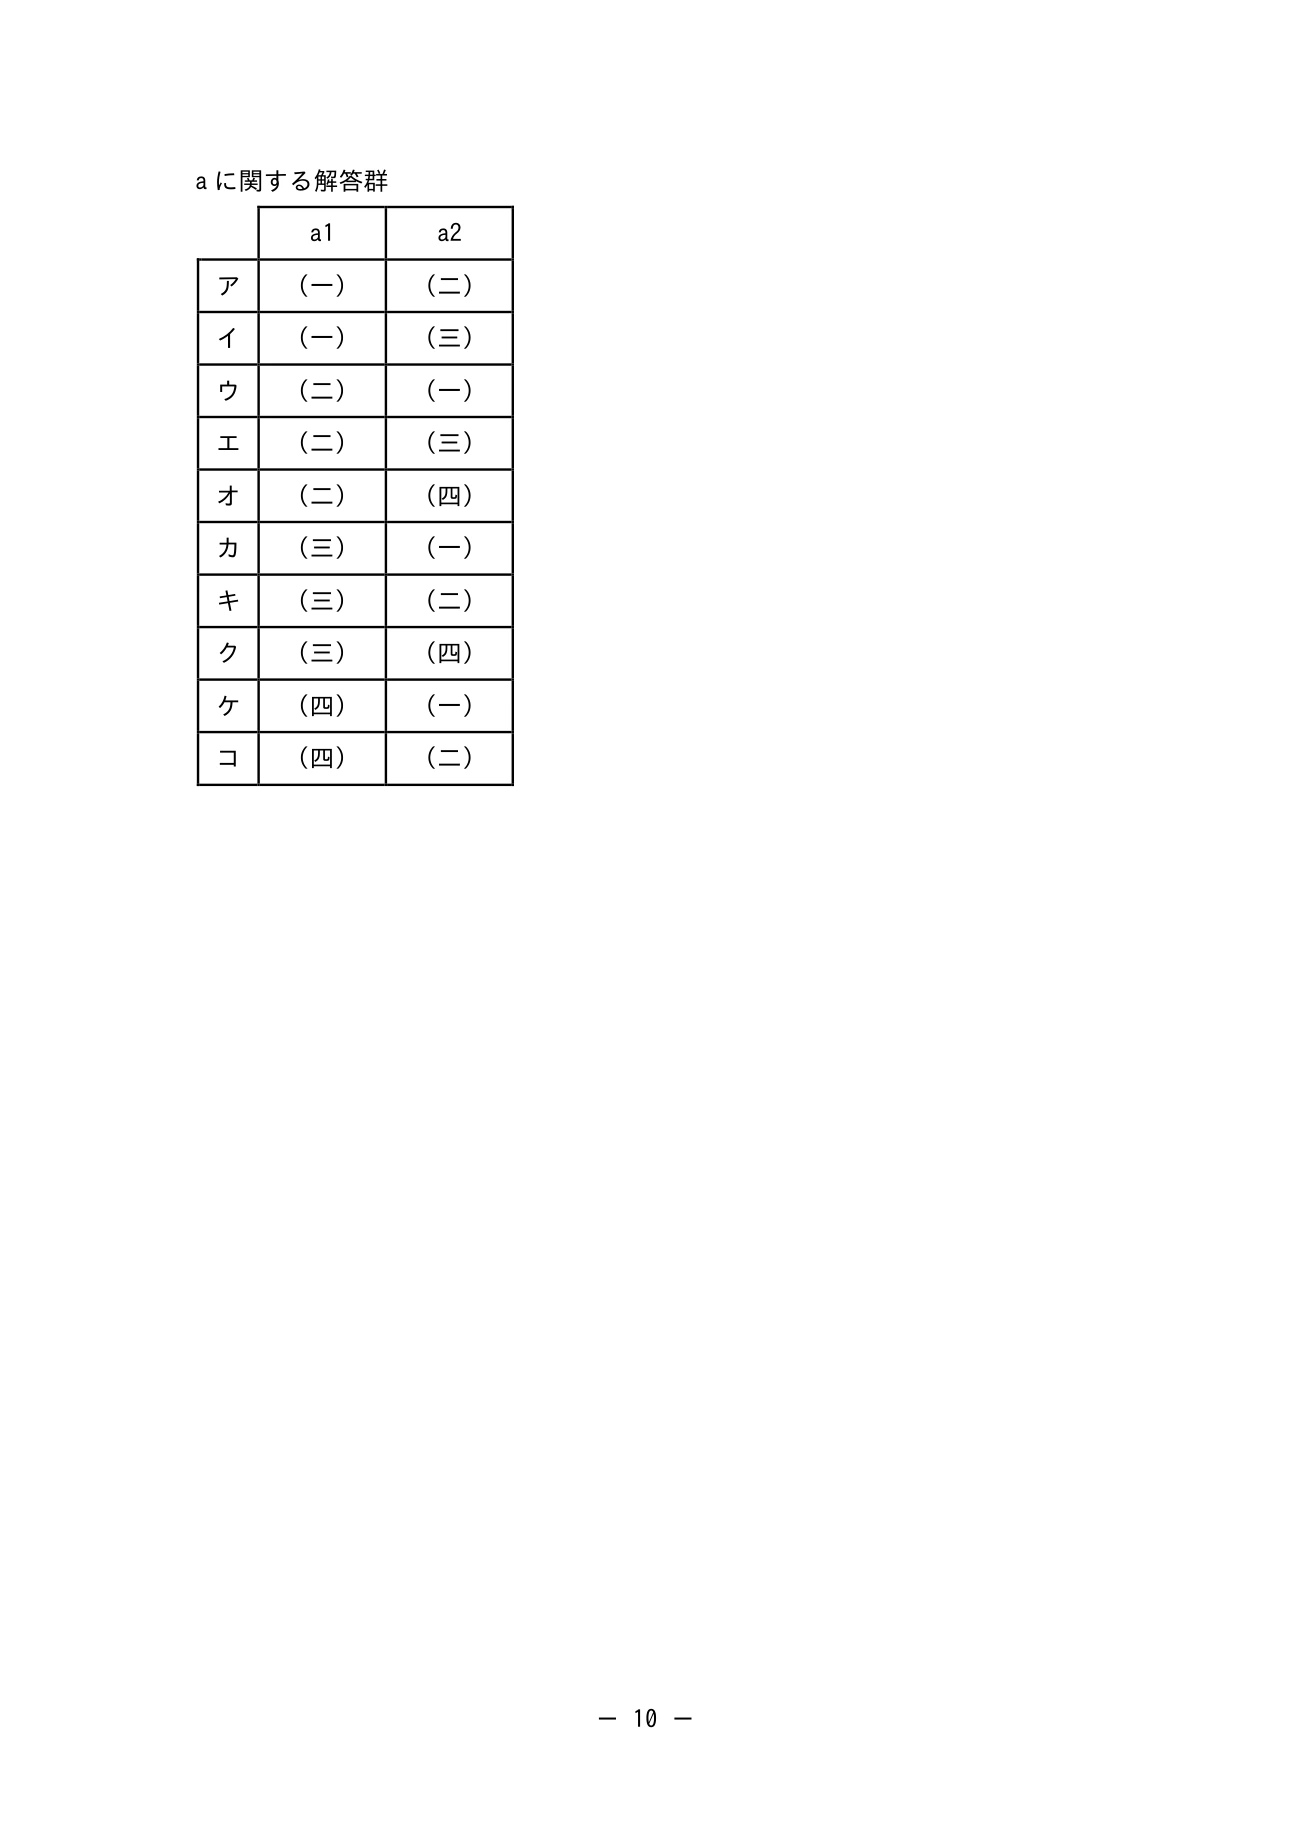 a に関する解答群
a1 a2
ア （一） （二）
イ （一） （三）
ウ （二） （一）
エ （二） （三）
オ （二） （四）
カ （三） （一）
キ （三） （二）
ク （三） （四）
ケ （四） （一）
コ （四） （二）
－ 10 －